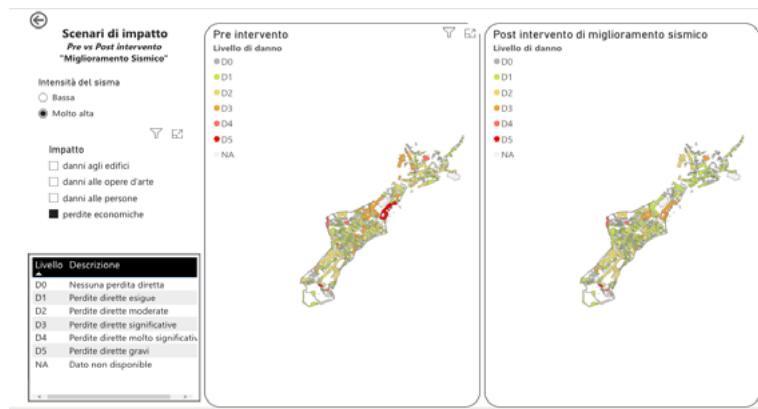 Scenari di impatto
Pre vs Post intervento
"Miglioramento Sismico"
Intensità del sisma
Bassa
Molto alta
Impatto
danni agli edifici
danni alle opere d'arte
danni alle persone
perdite economiche
Livello Descrizione
D0 Nessuna perdita diretta
D1 Perdite dirette esigue
D2 Perdite dirette moderate
D3 Perdite dirette significative
D4 Perdite dirette molto significativ
D5 Perdite dirette gravi
NA Dato non disponibile
Pre intervento
Livello di danno
D0
D1
D2
D3
D4
D5
NA
Post intervento di miglioramento sismico
Livello di danno
D0
D1
D2
D3
D4
D5
NA